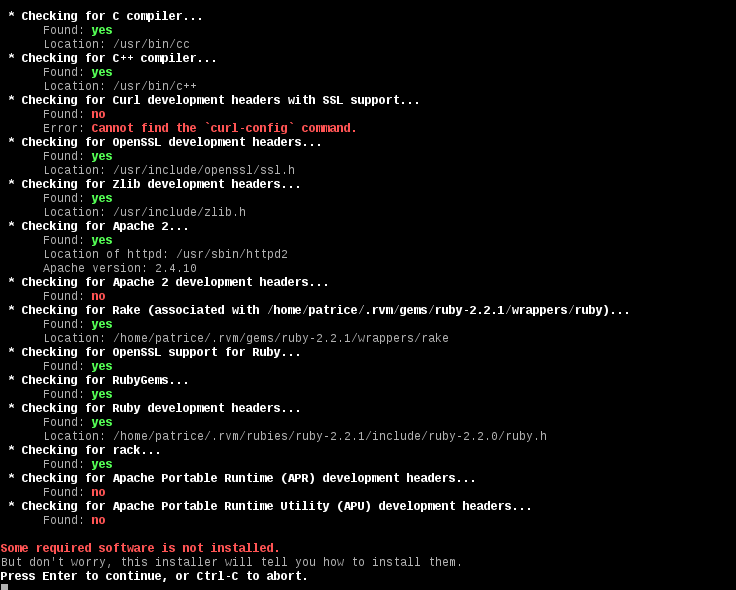 * Checking for C compiler...
Found: yes
Location: /usr/bin/cc
* Checking for C++ compiler...
Found: yes
Location: /usr/bin/c++
* Checking for Curl development headers with SSL support...
Found: no
Error: Cannot find the `curl-config` command.
* Checking for OpenSSL development headers...
Found: yes
Location: /usr/include/openssl/ssl.h
* Checking for Zlib development headers...
Found: yes
Location: /usr/include/zlib.h
* Checking for Apache 2...
Found: yes
Location of httpd: /usr/sbin/httpd2
Apache version: 2.4.10
* Checking for Apache 2 development headers...
Found: no
* Checking for Rake (associated with /home/patrice/.rvm/gems/ruby-2.2.1/wrappers/ruby)...
Found: yes
Location: /home/patrice/.rvm/gems/ruby-2.2.1/wrappers/rake
* Checking for OpenSSL support for Ruby...
Found: yes
* Checking for RubyGems...
Found: yes
* Checking for Ruby development headers...
Found: yes
Location: /home/patrice/.rvm/rubies/ruby-2.2.1/include/ruby-2.2.0/ruby.h
* Checking for rack...
Found: yes
* Checking for Apache Portable Runtime (APR) development headers...
Found: no
* Checking for Apache Portable Runtime Utility (APU) development headers...
Found: no
Some required software is not installed.
But don't worry, this installer will tell you how to install them.
Press Enter to continue, or Ctrl-C to abort.